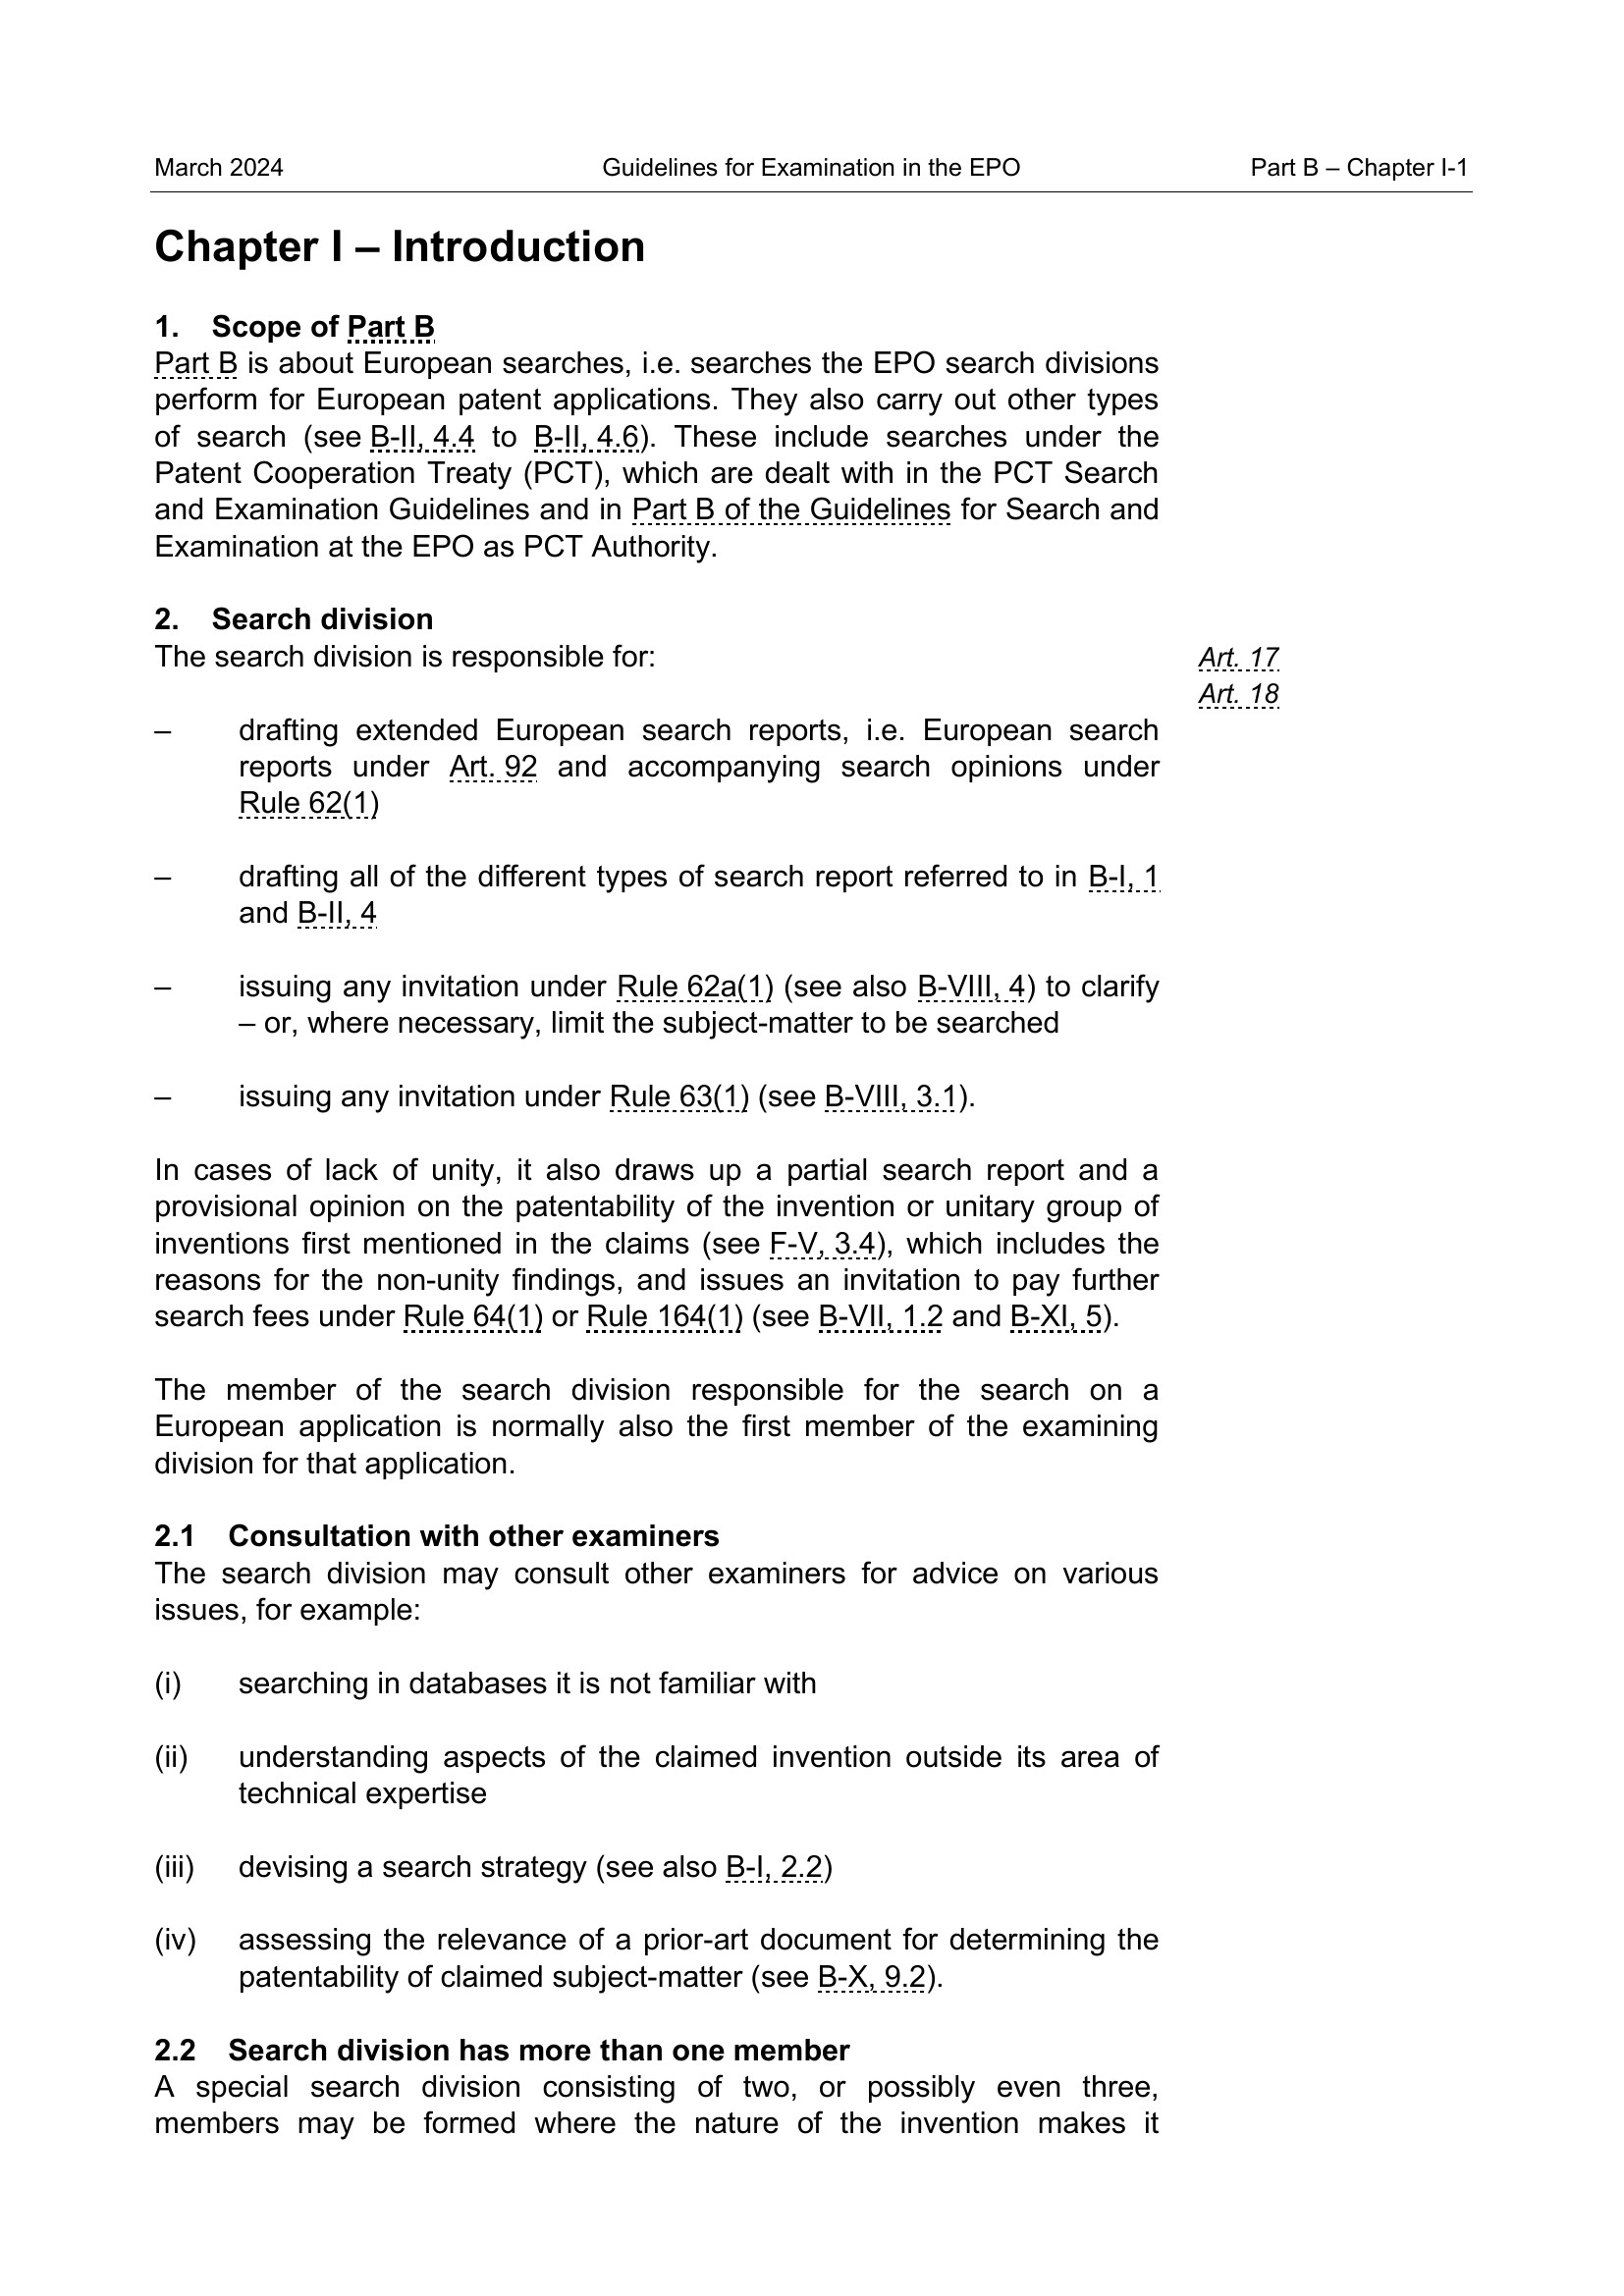 March 2024 Guidelines for Examination in the EPO Part B – Chapter I-1
Chapter I – Introduction
1. Scope of Part B
Part B is about European searches, i.e. searches the EPO search divisions
perform for European patent applications. They also carry out other types
of search (see B-II, 4.4 to B-II, 4.6). These include searches under the
Patent Cooperation Treaty (PCT), which are dealt with in the PCT Search
and Examination Guidelines and in Part B of the Guidelines for Search and
Examination at the EPO as PCT Authority.
2. Search division
The search division is responsible for:
Art. 17
Art. 18
– drafting extended European search reports, i.e. European search
reports under Art. 92 and accompanying search opinions under
Rule 62(1)
– drafting all of the different types of search report referred to in B-I, 1
and B-II, 4
– issuing any invitation under Rule 62a(1) (see also B-VIII, 4) to clarify
– or, where necessary, limit the subject-matter to be searched
– issuing any invitation under Rule 63(1) (see B-VIII, 3.1).
In cases of lack of unity, it also draws up a partial search report and a
provisional opinion on the patentability of the invention or unitary group of
inventions first mentioned in the claims (see F-V, 3.4), which includes the
reasons for the non-unity findings, and issues an invitation to pay further
search fees under Rule 64(1) or Rule 164(1) (see B-VII, 1.2 and B-XI, 5).
The member of the search division responsible for the search on a
European application is normally also the first member of the examining
division for that application.
2.1 Consultation with other examiners
The search division may consult other examiners for advice on various
issues, for example:
(i) searching in databases it is not familiar with
(ii) understanding aspects of the claimed invention outside its area of
technical expertise
(iii) devising a search strategy (see also B-I, 2.2)
(iv) assessing the relevance of a prior-art document for determining the
patentability of claimed subject-matter (see B-X, 9.2).
2.2 Search division has more than one member
A special search division consisting of two, or possibly even three,
members may be formed where the nature of the invention makes it